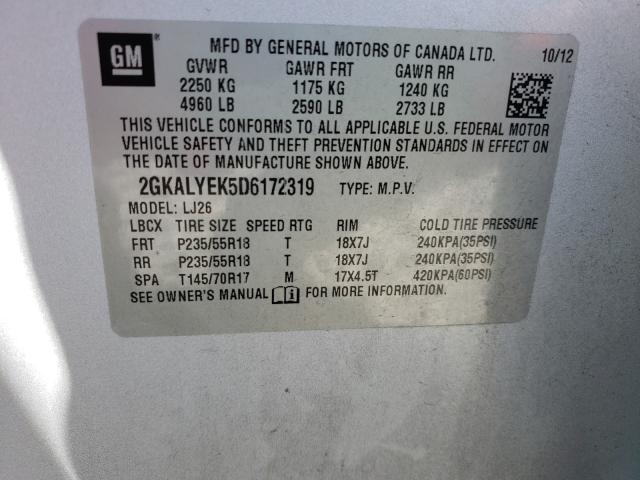 GM
MFD BY GENERAL MOTORS OF CANADA LTD. 10/12
GVWR GAWR FRT GAWR RR
2250 KG 1175 KG 1240 KG
4960 LB 2590 LB 2733 LB
THIS VEHICLE CONFORMS TO ALL APPLICABLE U.S. FEDERAL MOTOR
VEHICLE SAFETY AND THEFT PREVENTION STANDARDS IN EFFECT ON
THE DATE OF MANUFACTURE SHOWN ABOVE.
2GKALYEK5D6172319 TYPE: M.P.V.
MODEL: LJ26
LBCX TIRE SIZE SPEED RTG RIM COLD TIRE PRESSURE
FRT P235/55R18 T 18X7J 240KPA(35PSI)
RR P235/55R18 T 18X7J 240KPA(35PSI)
SPA T145/70R17 M 17X4.5T 420KPA(60PSI)
SEE OWNER'S MANUAL FOR MORE INFORMATION.